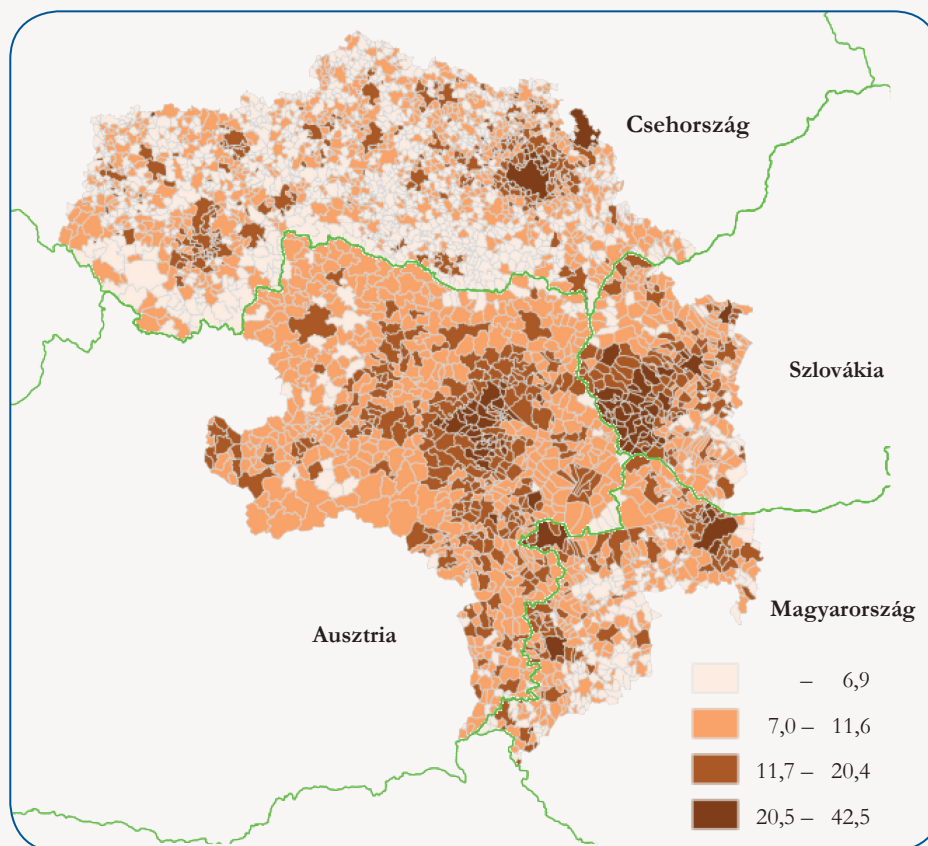 Csehország
Szlovákia
Magyarország
Ausztria
– 6,9
7,0 – 11,6
11,7 – 20,4
20,5 – 42,5